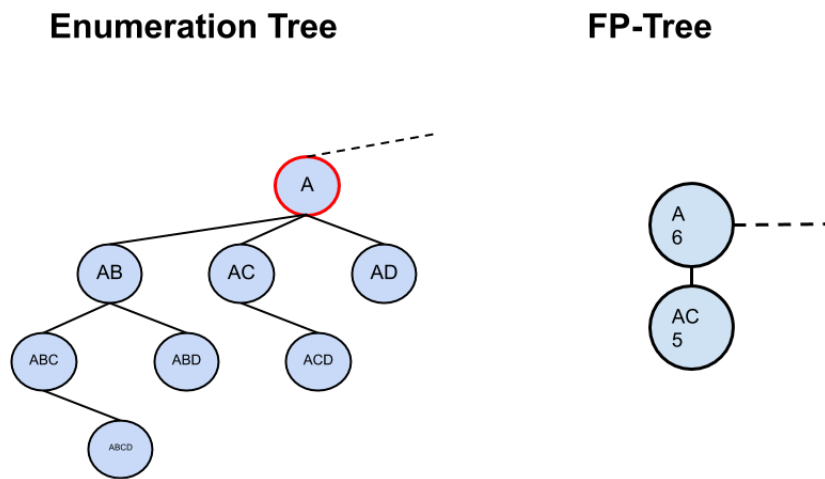 Enumeration Tree
FP-Tree
A
AB
AC
AD
ABC
ABD
ACD
ABCD
A
6
AC
5